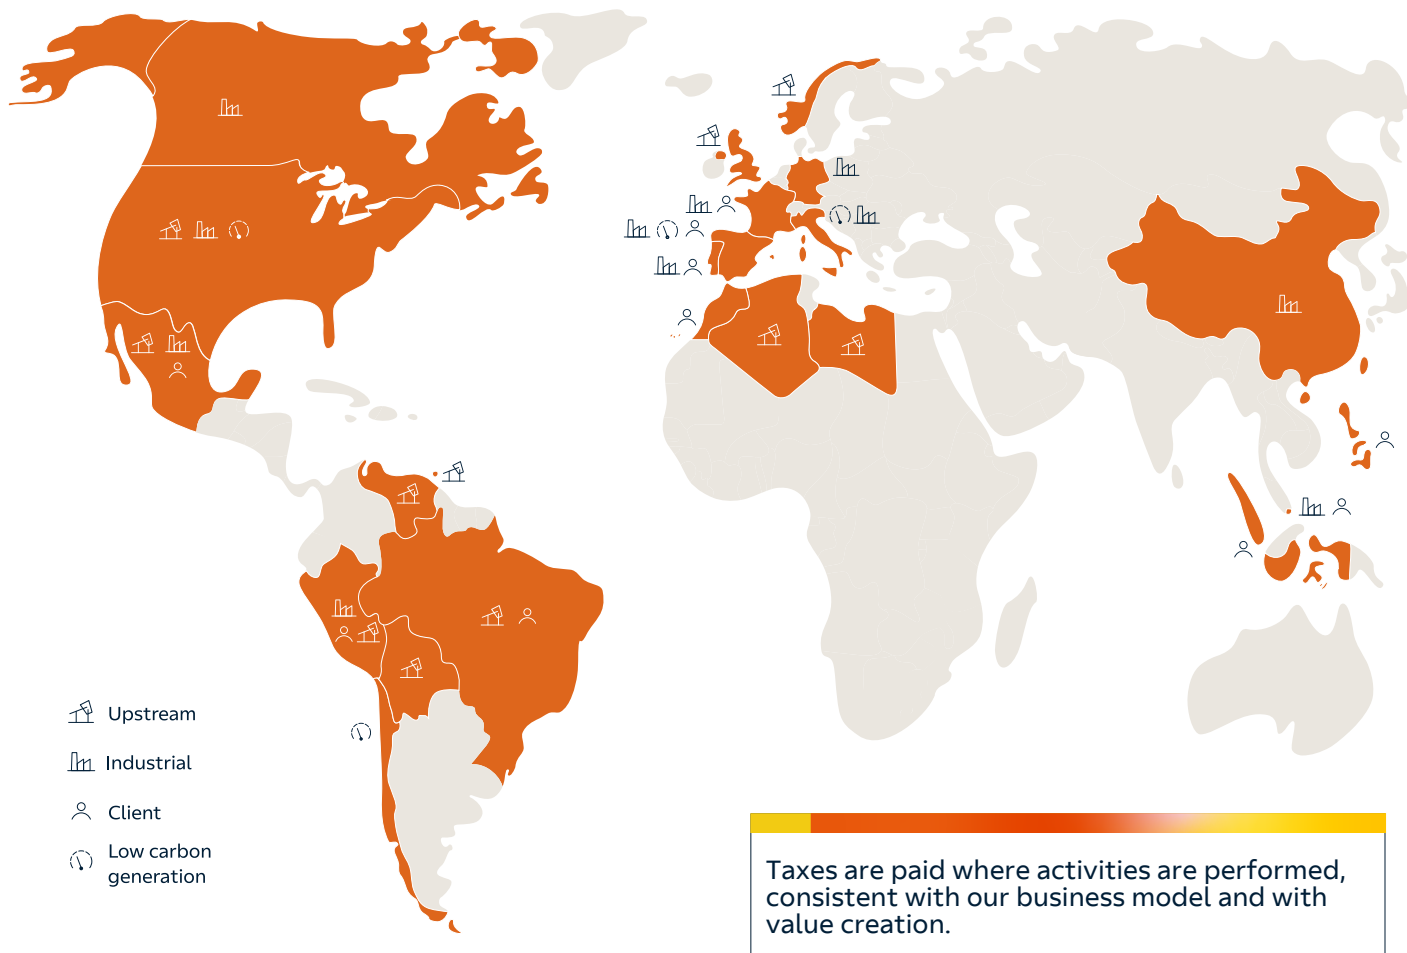 Upstream
Industrial
Client
Low carbon
generation
Taxes are paid where activities are performed,
consistent with our business model and with
value creation.